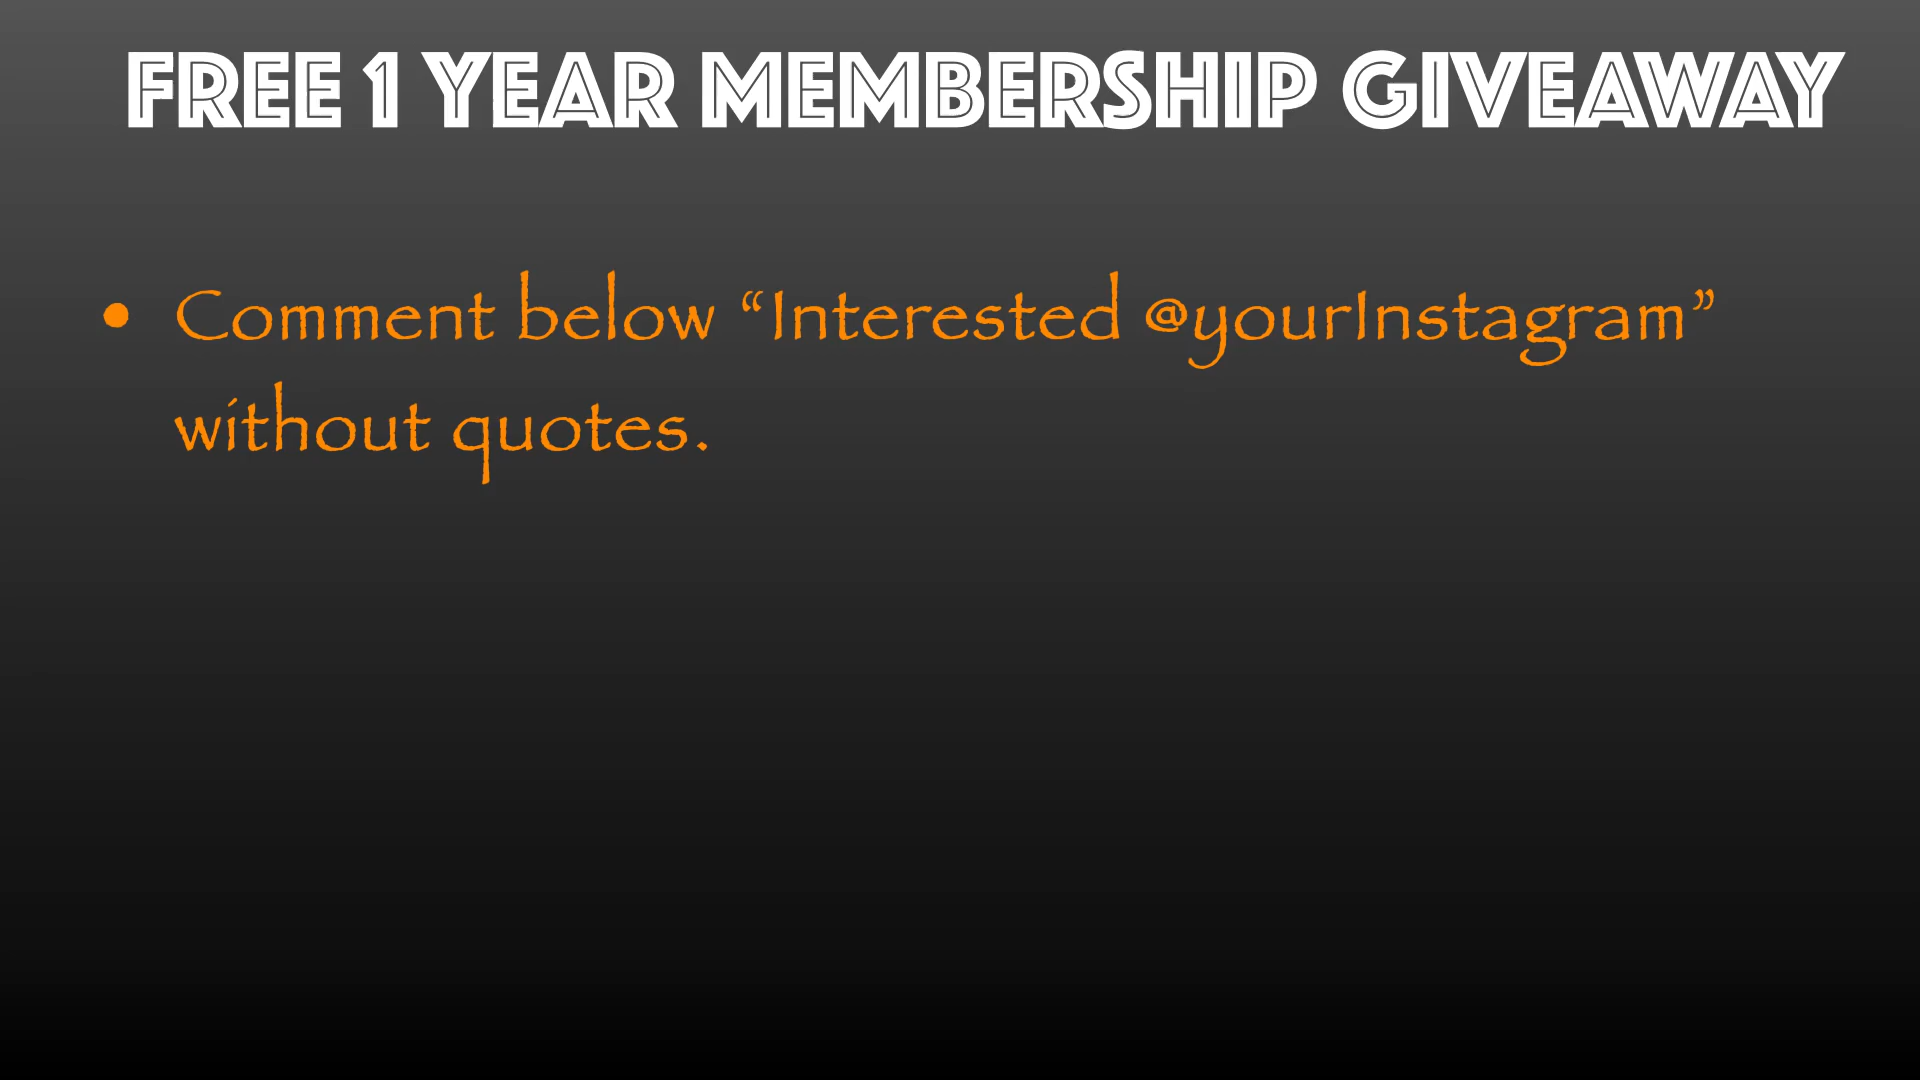 FREE 1 YEAR MEMBERSHIP GIVEAWAY
• Comment below “Interested @yourInstagram”
without quotes.